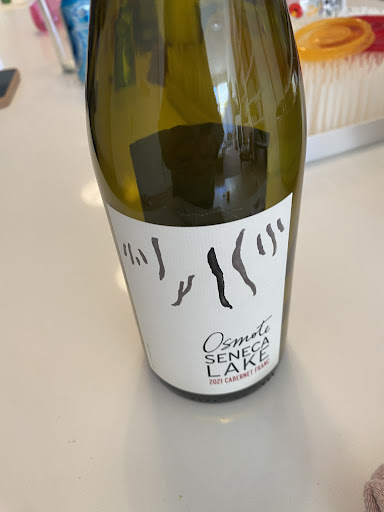 Osmote
SENECA
LAKE
2021 CABERNET FRANC